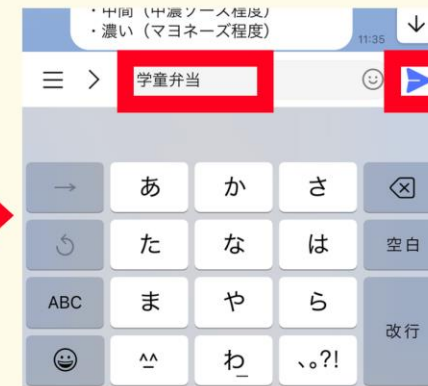 ・中間（中濃ソース程度）
・濃い（マヨネーズ程度）
11:35
学童弁当
→ あ か さ
た な は 空白
ABC ま や ら
^^ わ_ 、。?! 改行